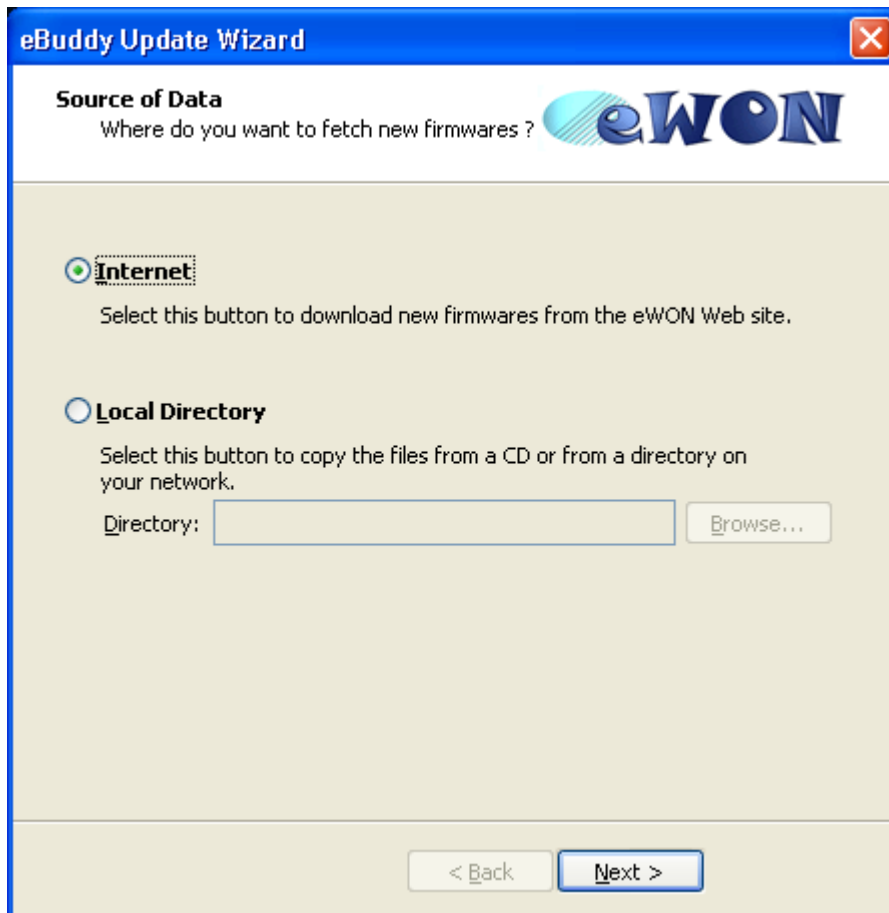 eBuddy Update Wizard
Source of Data
Where do you want to fetch new firmwares ?
eWON
Internet
Select this button to download new firmwares from the eWON Web site.
Local Directory
Select this button to copy the files from a CD or from a directory on
your network.
Directory:
Browse...
< Back
Next >